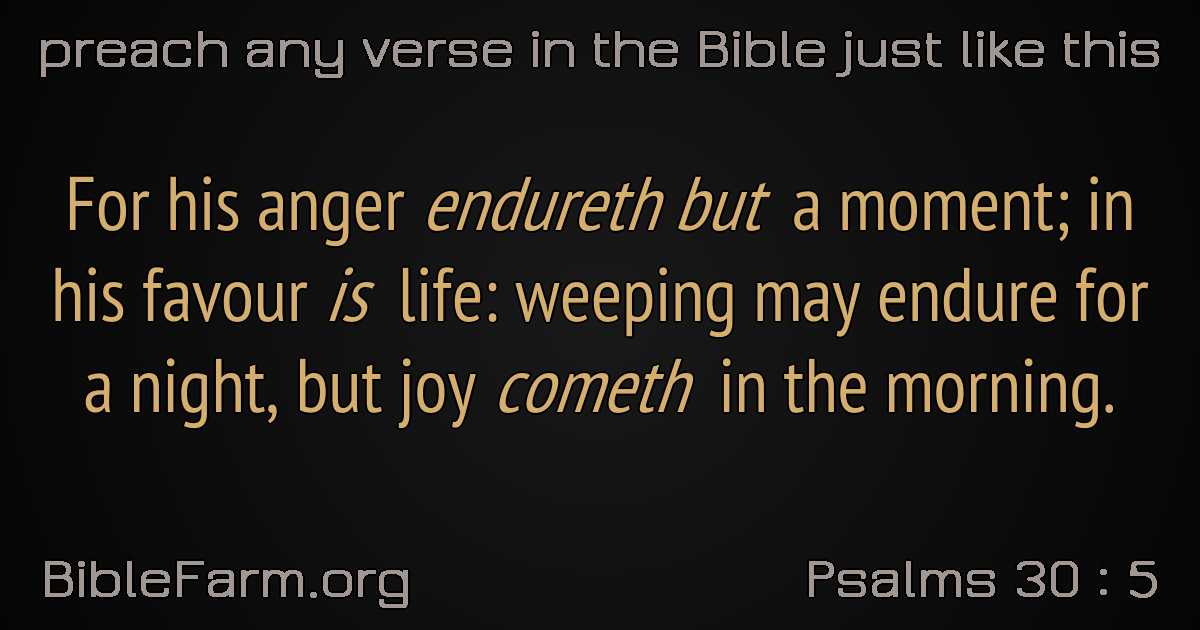 preach any verse in the Bible just like this
For his anger endureth but a moment; in
his favour is life: weeping may endure for
a night, but joy cometh in the morning.
BibleFarm.org
Psalms 30 : 5